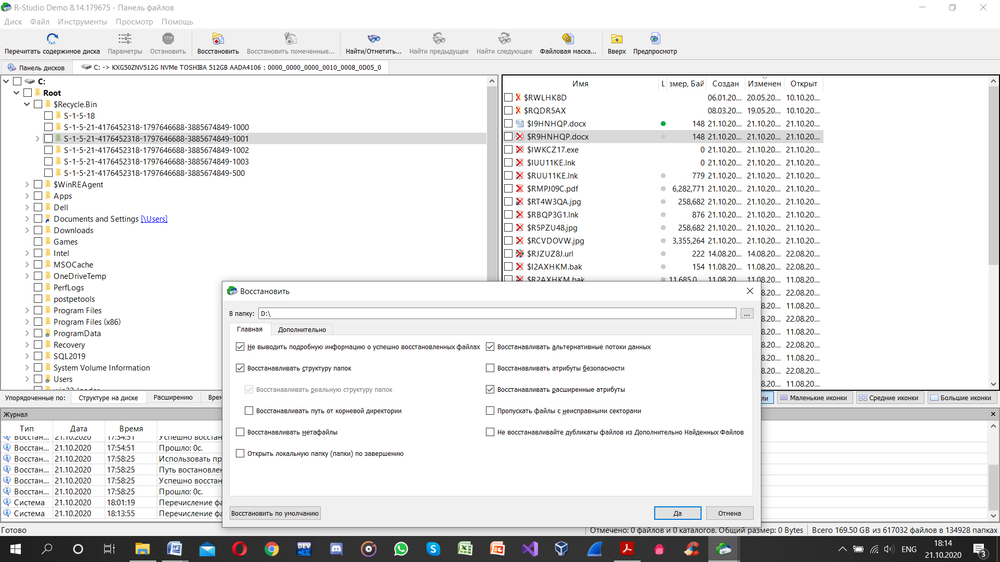 R-Studio Demo 8.14.179675 - Панель файлов
Диск Файл Инструменты Просмотр Помощь
STOP
Перечитать содержимое диска Параметры Остановить Восстановить Восстановить помеченные... Найти/Отметить... Найти предыдущее Найти следующее Файловая маска... Вверх Предпросмотр
Панель дисков C: -> KXG50ZNV512G NVMe TOSHIBA 512GB AADA4106 : 0000_0000_0000_0010_0008_0D05_0
C:
Root
$Recycle.Bin
S-1-5-18
S-1-5-21-4176452318-1797646688-3885674849-1000
S-1-5-21-4176452318-1797646688-3885674849-1001
S-1-5-21-4176452318-1797646688-3885674849-1002
S-1-5-21-4176452318-1797646688-3885674849-1003
S-1-5-21-4176452318-1797646688-3885674849-500
$WinREAgent
Apps
Dell
Documents and Settings [\Users]
Downloads
Games
Intel
MSOCache
OneDriveTemp
PerfLogs
postpetools
Program Files
Program Files (x86)
ProgramData
Recovery
SQL2019
System Volume Information
Users
Имя L змер, Бай Создан Изменен Открыт
$RWLHK8D 06.01.20... 20.05.20... 10.10.20...
$RQDR5AX 08.03.20... 19.05.20... 10.10.20...
$I9HNHQP.docx 148 21.10.20... 21.10.20... 21.10.20...
$R9HNHQP.docx 148 21.10.20... 21.10.20... 21.10.20...
$IWKCZ17.exe 0 21.10.20... 21.10.20... 21.10.20...
$IUU11KE.lnk 0 21.10.20... 21.10.20... 21.10.20...
$RUU11KE.lnk 779 21.10.20... 21.10.20... 21.10.20...
$RMPJ09C.pdf 6,282,771 21.10.20... 21.10.20... 21.10.20...
$RT4W3QA.jpg 258,682 21.10.20... 21.10.20... 21.10.20...
$RBQP3G1.lnk 876 21.10.20... 21.10.20... 21.10.20...
$R5PZU48.jpg 258,682 21.10.20... 21.10.20... 21.10.20...
$RCVDOVW.jpg 3,355,264 21.10.20... 21.10.20... 21.10.20...
$RJZUZ8J.url 222 14.08.20... 14.08.20... 22.08.20...
$I2AXHKM.bak 154 11.08.20... 11.08.20... 22.08.20...
$R2AXHKM.bak 11,685,0... 11.08.20... 11.08.20... 22.08.20...
8.20... 22.08.20...
8.20... 11.08.20...
8.20... 22.08.20...
8.20... 11.08.20...
8.20... 22.08.20...
8.20... 11.08.20...
8.20... 22.08.20...
8.20... 11.08.20...
Восстановить
В папку: D:\ ...
Главная Дополнительно
Не выводить подробную информацию о успешно восстановленных файлах
Восстанавливать структуру папок
Восстанавливать реальную структуру папок
Восстанавливать путь от корневой директории
Восстанавливать метафайлы
Открыть локальную папку (папки) по завершению
Восстанавливать альтернативные потоки данных
Восстанавливать атрибуты безопасности
Восстанавливать расширенные атрибуты
Пропускать файлы с неисправными секторами
Не восстанавливайте дубликаты файлов из Дополнительно Найденных Файлов
Восстановить по умолчанию Да Отмена
Упорядоченные по: Структуре на диске Расширению Врем
ли Маленькие иконки Средние иконки Большие иконки
Журнал
Тип Дата Время
Восстан... 21.10.2020 17:54:51 Успешно восстан
Восстан... 21.10.2020 17:54:51 Прошло: 0с.
Восстан... 21.10.2020 17:58:25 Использовать пр
Восстан... 21.10.2020 17:58:25 Путь востановлен
Восстан... 21.10.2020 17:58:25 Успешно восстан
Восстан... 21.10.2020 17:58:25 Прошло: 0с.
Система 21.10.2020 18:01:19 Перечисление фа
Система 21.10.2020 18:13:55 Перечисление фа
Готово Отмечено: 0 файлов и 0 каталогов. Общий размер: 0 Bytes Всего 169.50 GB из 617032 файлов в 134928 папках
DEV
ENG 18:14
21.10.2020
3